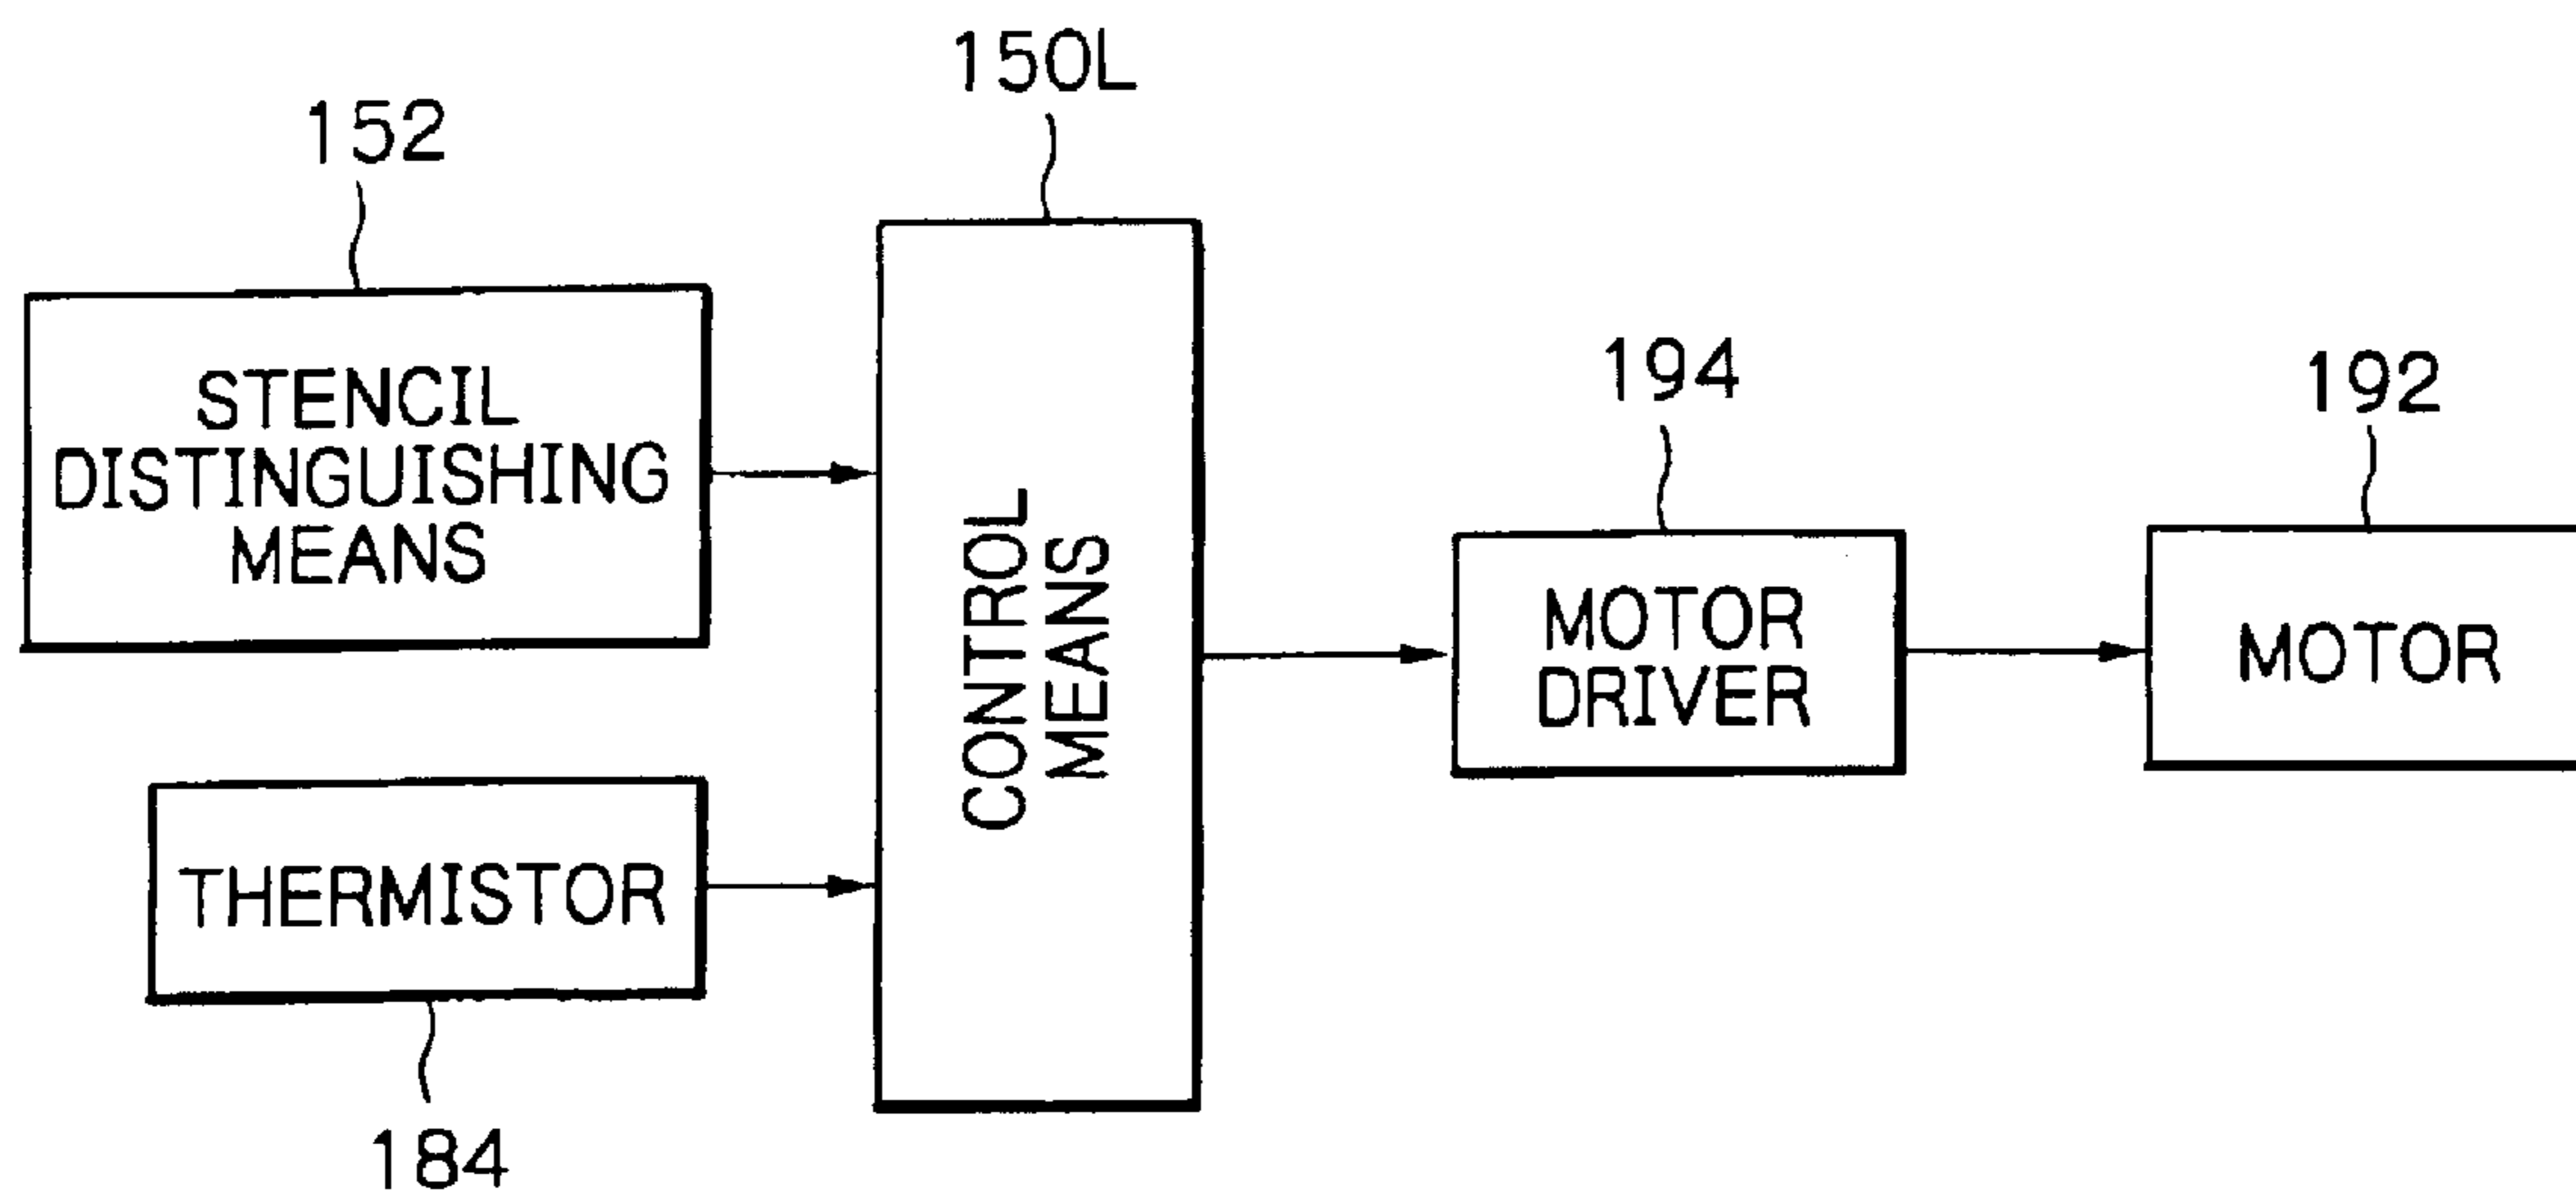 152
STENCIL
DISTINGUISHING
MEANS
THERMISTOR
184
150L
CONTROL
MEANS
194
MOTOR
DRIVER
192
MOTOR